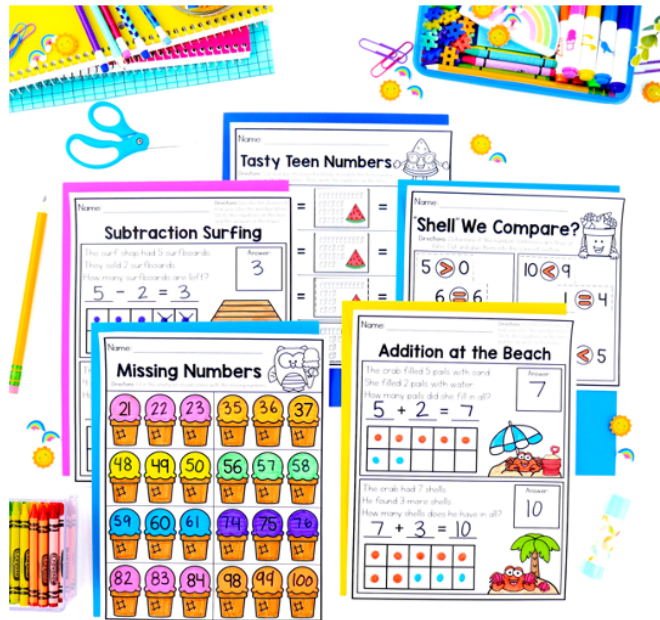 Name:
Tasty Teen Numbers
=
=
=
=
=
Name:
Subtraction Surfing
The surf shop had 5 surfboards.
They sold 2 surfboards.
How many surfboards are left?
5 - 2 = 3
Answer:
3
Name:
"Shell" We Compare?
5 > 0
10 < 9
6 = 6
1 = 4
< 5
Name:
Missing Numbers
21 22 23 35 36 37
48 49 50 56 57 58
59 60 61 74 75 76
82 83 84 98 99 100
Name:
Addition at the Beach
The crab filled 5 pails with sand.
She filled 2 pails with water.
How many pails did she fill in all?
5 + 2 = 7
Answer:
7
The crab had 7 shells.
He found 3 more shells.
How many shells does he have in all?
7 + 3 = 10
Answer:
10